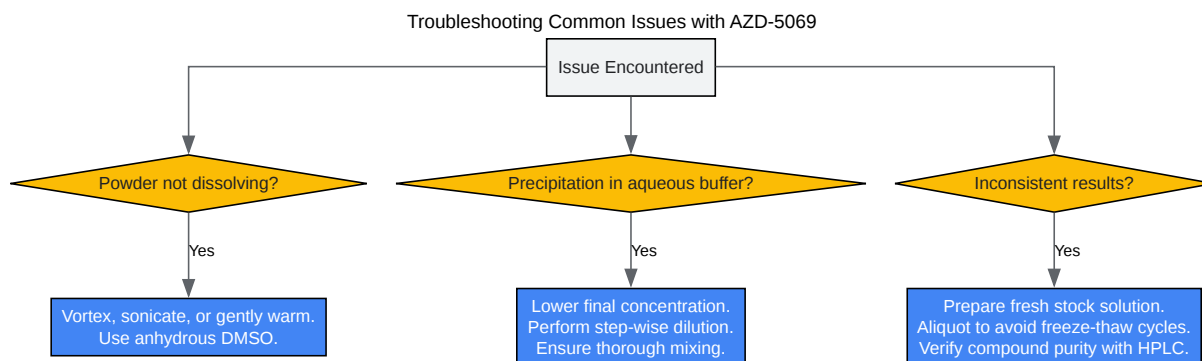 Troubleshooting Common Issues with AZD-5069
Issue Encountered
Powder not dissolving?
Precipitation in aqueous buffer?
Inconsistent results?
Yes
Yes
Yes
Vortex, sonicate, or gently warm.
Use anhydrous DMSO.
Lower final concentration.
Perform step-wise dilution.
Ensure thorough mixing.
Prepare fresh stock solution.
Aliquot to avoid freeze-thaw cycles.
Verify compound purity with HPLC.